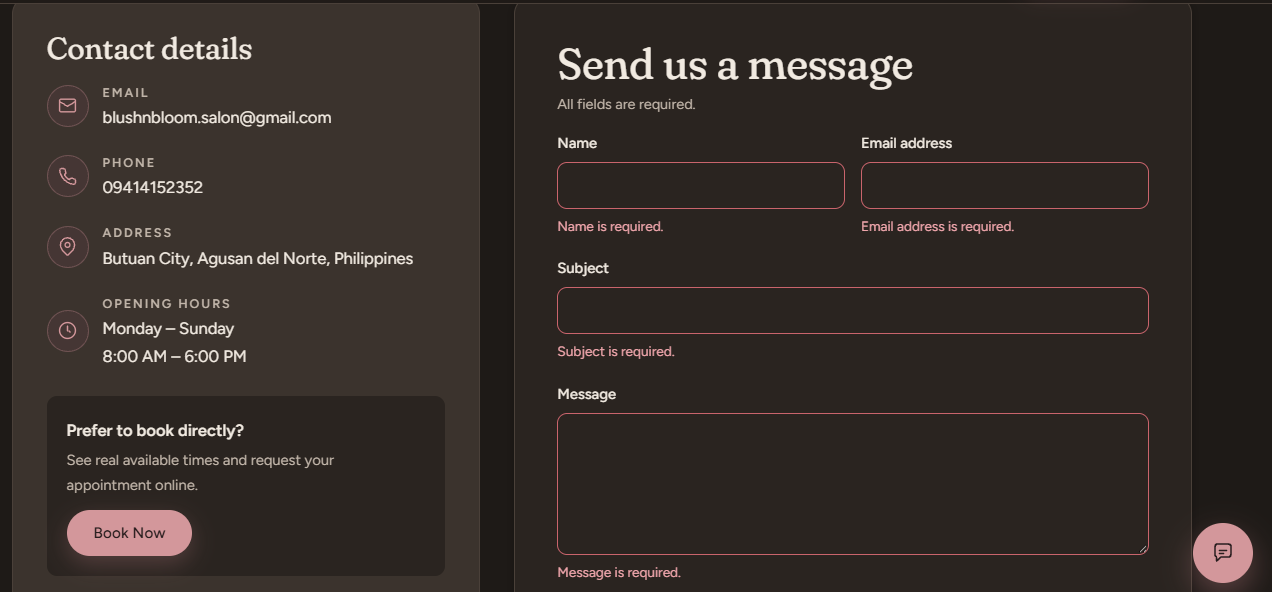 Contact details
EMAIL
blushnbloom.salon@gmail.com
PHONE
09414152352
ADDRESS
Butuan City, Agusan del Norte, Philippines
OPENING HOURS
Monday – Sunday
8:00 AM – 6:00 PM
Prefer to book directly?
See real available times and request your
appointment online.
Book Now
Send us a message
All fields are required.
Name
Email address
Name is required.
Email address is required.
Subject
Subject is required.
Message
Message is required.